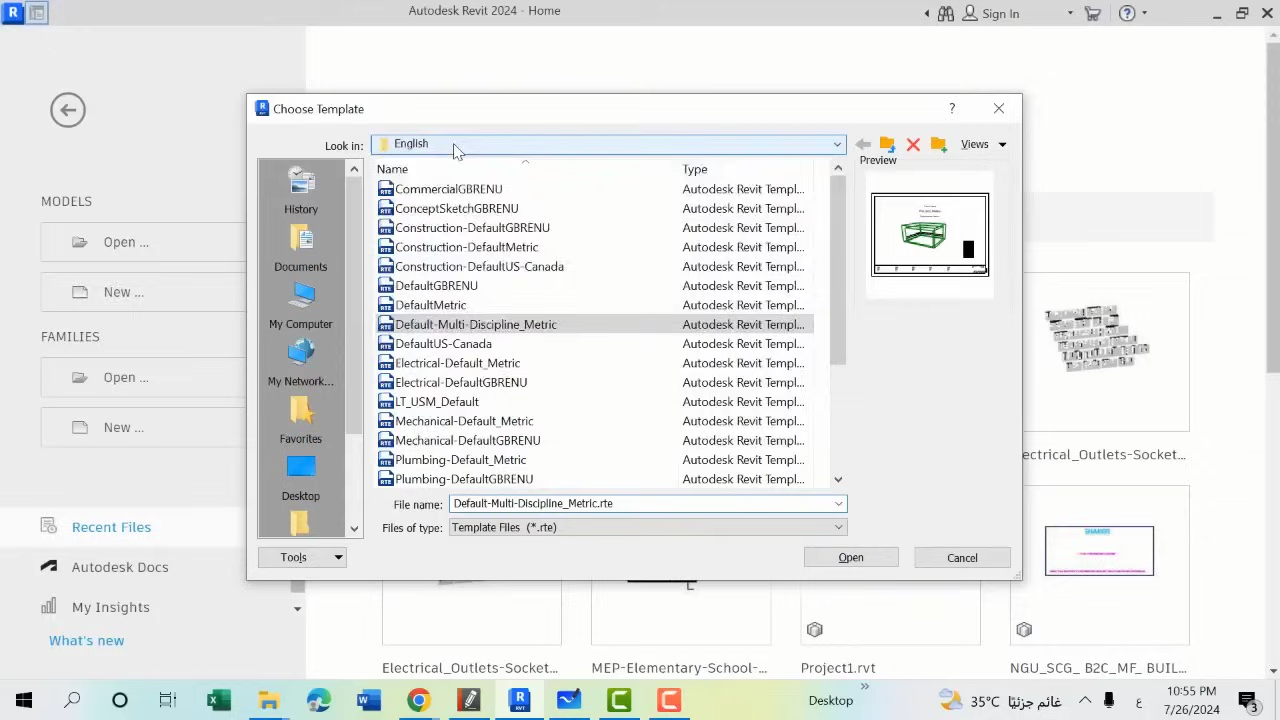 Autodesk Revit 2024 - Home
Sign In
MODELS
Open ...
New ...
FAMILIES
Open ...
New ...
Recent Files
Autodesk Docs
My Insights
What's new
Choose Template
Look in:
English
Views
Preview
Name
Type
CommercialGBRENU Autodesk Revit Templ...
ConceptSketchGBRENU Autodesk Revit Templ...
Construction-DefaultGBRENU Autodesk Revit Templ...
Construction-DefaultMetric Autodesk Revit Templ...
Construction-DefaultUS-Canada Autodesk Revit Templ...
DefaultGBRENU Autodesk Revit Templ...
DefaultMetric Autodesk Revit Templ...
Default-Multi-Discipline_Metric Autodesk Revit Templ...
DefaultUS-Canada Autodesk Revit Templ...
Electrical-Default_Metric Autodesk Revit Templ...
Electrical-DefaultGBRENU Autodesk Revit Templ...
LT_USM_Default Autodesk Revit Templ...
Mechanical-Default_Metric Autodesk Revit Templ...
Mechanical-DefaultGBRENU Autodesk Revit Templ...
Plumbing-Default_Metric Autodesk Revit Templ...
Plumbing-DefaultGBRENU Autodesk Revit Templ...
History
Documents
My Computer
My Network...
Favorites
Desktop
File name:
Default-Multi-Discipline_Metric.rte
Files of type:
Template Files (*.rte)
Tools
Open
Cancel
ectrical_Outlets-Socket...
Electrical_Outlets-Socket...
MEP-Elementary-School-...
Project1.rvt
NGU_SCG_ B2C_MF_ BUIL...
Desktop
35°C غائم جزئيًا
ع
10:55 PM
7/26/2024
3